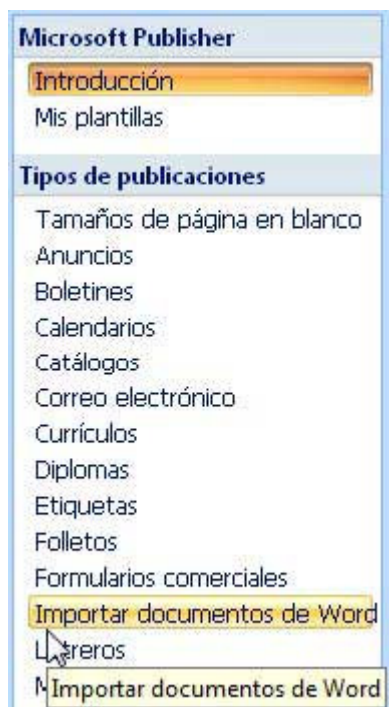 Microsoft Publisher
Introducción
Mis plantillas
Tipos de publicaciones
Tamaños de página en blanco
Anuncios
Boletines
Calendarios
Catálogos
Correo electrónico
Currículos
Diplomas
Etiquetas
Folletos
Formularios comerciales
Importar documentos de Word
Importar documentos de Word